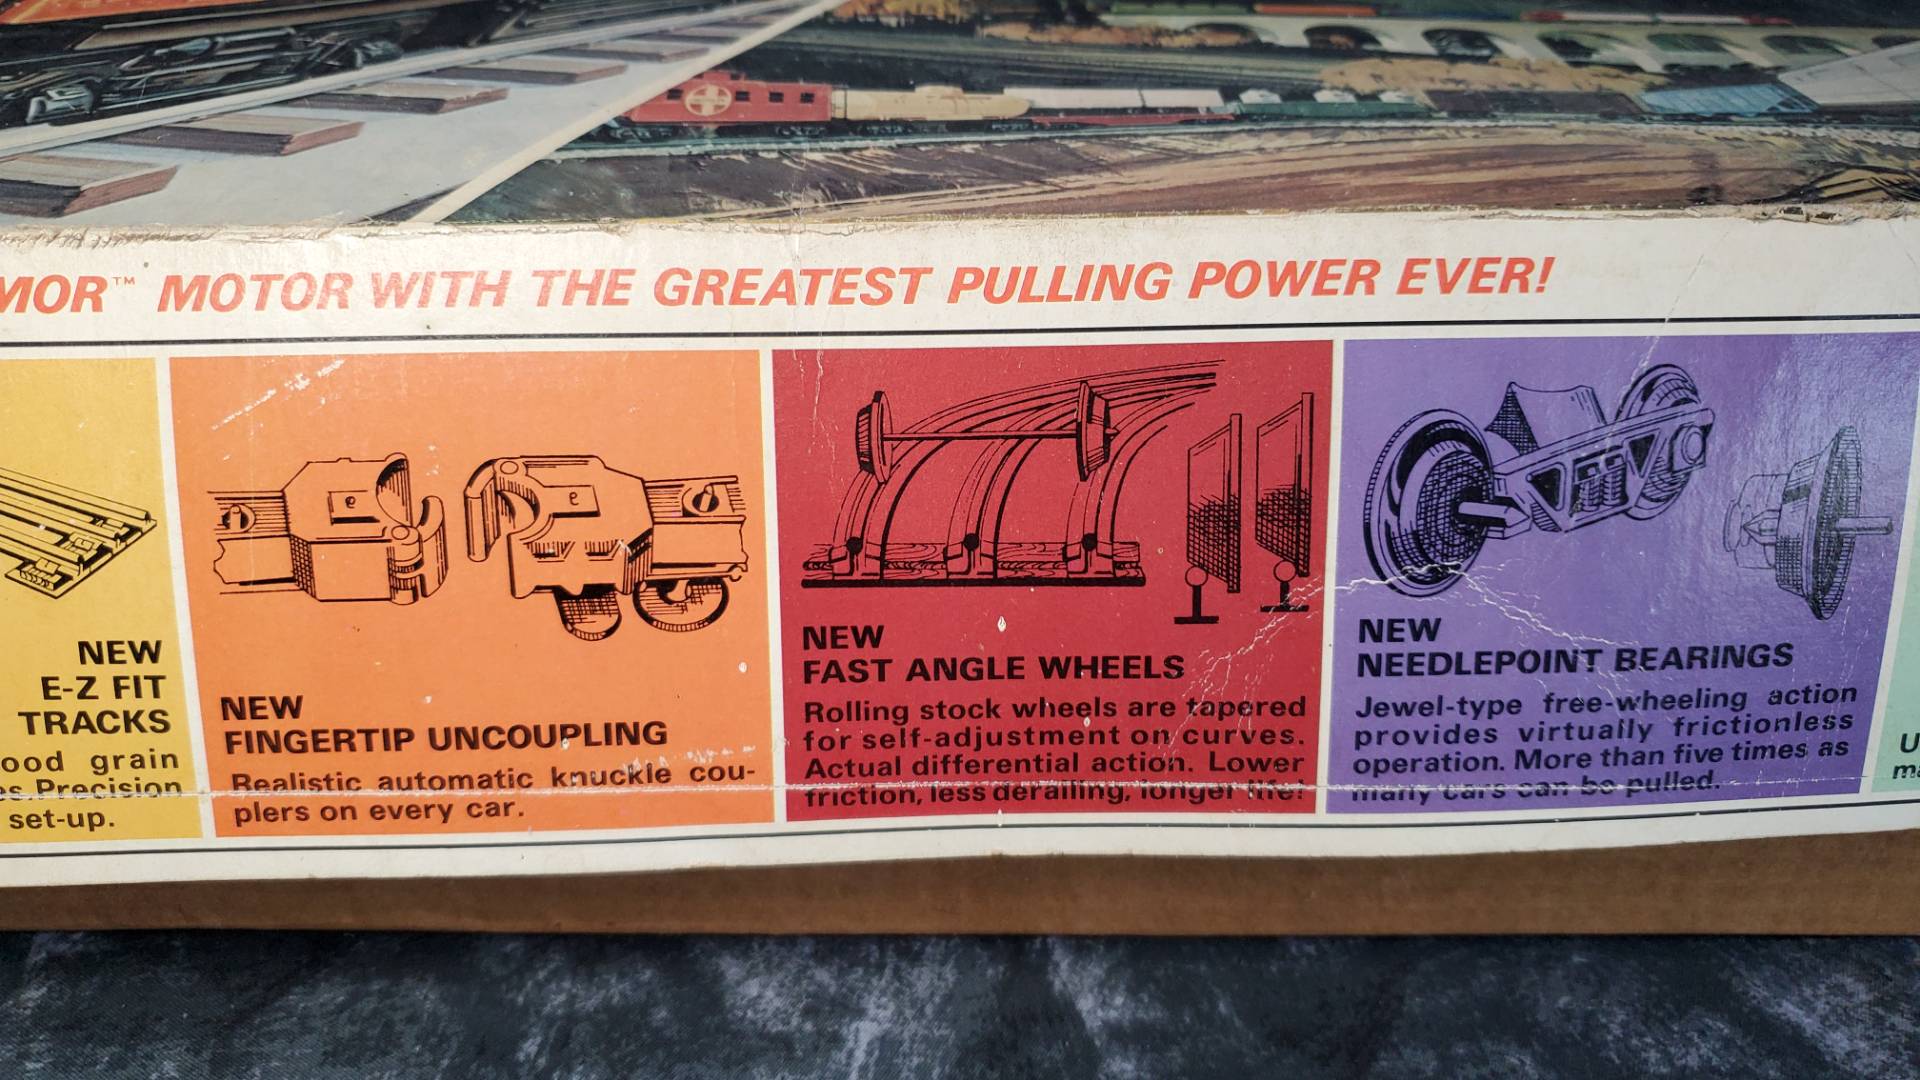 MOR™ MOTOR WITH THE GREATEST PULLING POWER EVER!
NEW
E-Z FIT
TRACKS
ood grain
es. Precision
set-up.
NEW
FINGERTIP UNCOUPLING
Realistic automatic knuckle cou-
plers on every car.
NEW
FAST ANGLE WHEELS
Rolling stock wheels are tapered
for self-adjustment on curves.
Actual differential action. Lower
friction, less derailing, longer life!
NEW
NEEDLEPOINT BEARINGS
Jewel-type free-wheeling action
provides virtually frictionless
operation. More than five times as
many cars can be pulled.
U
ma